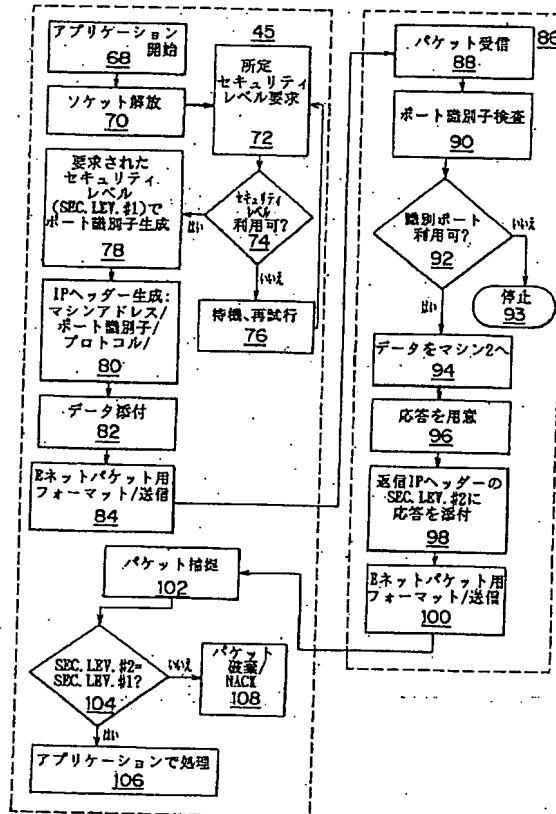 45
アプリケーション
開始
68
ソケット解放
70
所定
セキュリティ
レベル要求
72
セキュリティ
レベル
利用可?
74
はい
いいえ
待機、再試行
76
要求された
セキュリティ
レベル
(SEC. LEV. #1)で
ポート識別子生成
78
IPヘッダー生成:
マシンアドレス/
ポート識別子/
プロトコル/
80
データ添付
82
Eネットパケット用
フォーマット/送信
84
86
パケット受信
88
ポート識別子検査
90
識別ポート
利用可?
92
いいえ
はい
停止
93
データをマシン2へ
94
応答を用意
96
返信IPヘッダーの
SEC. LEV. #2に
応答を添付
98
Eネットパケット用
フォーマット/送信
100
パケット捕捉
102
SEC. LEV. #2=
SEC. LEV. #1?
104
いいえ
はい
パケット
破棄/
NACK
108
アプリケーションで処理
106